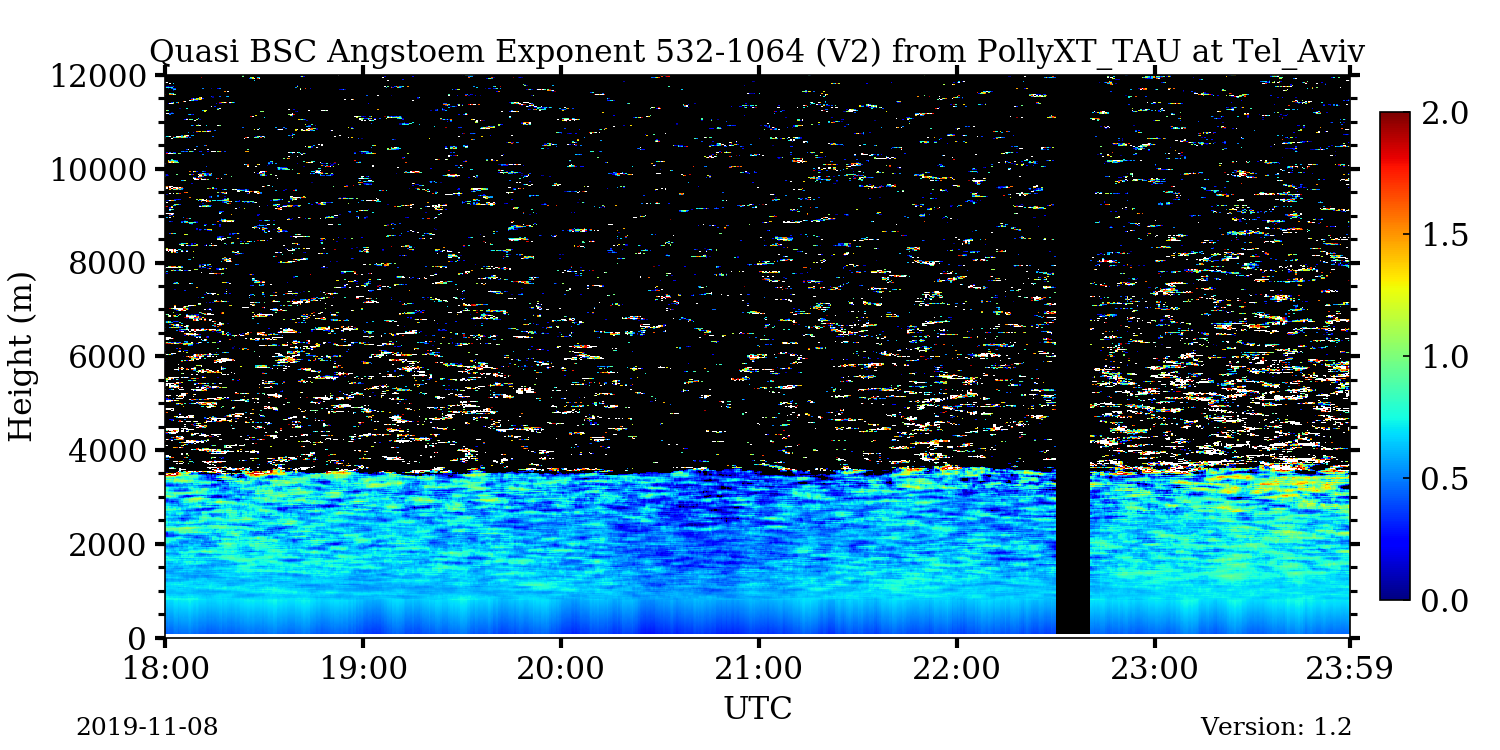 Quasi BSC Angstoem Exponent 532-1064 (V2) from PollyXT_TAU at Tel_Aviv
12000
10000
8000
6000
4000
2000
0
Height (m)
18:00 19:00 20:00 21:00 22:00 23:00 23:59
UTC
2.0
1.5
1.0
0.5
0.0
2019-11-08
Version: 1.2